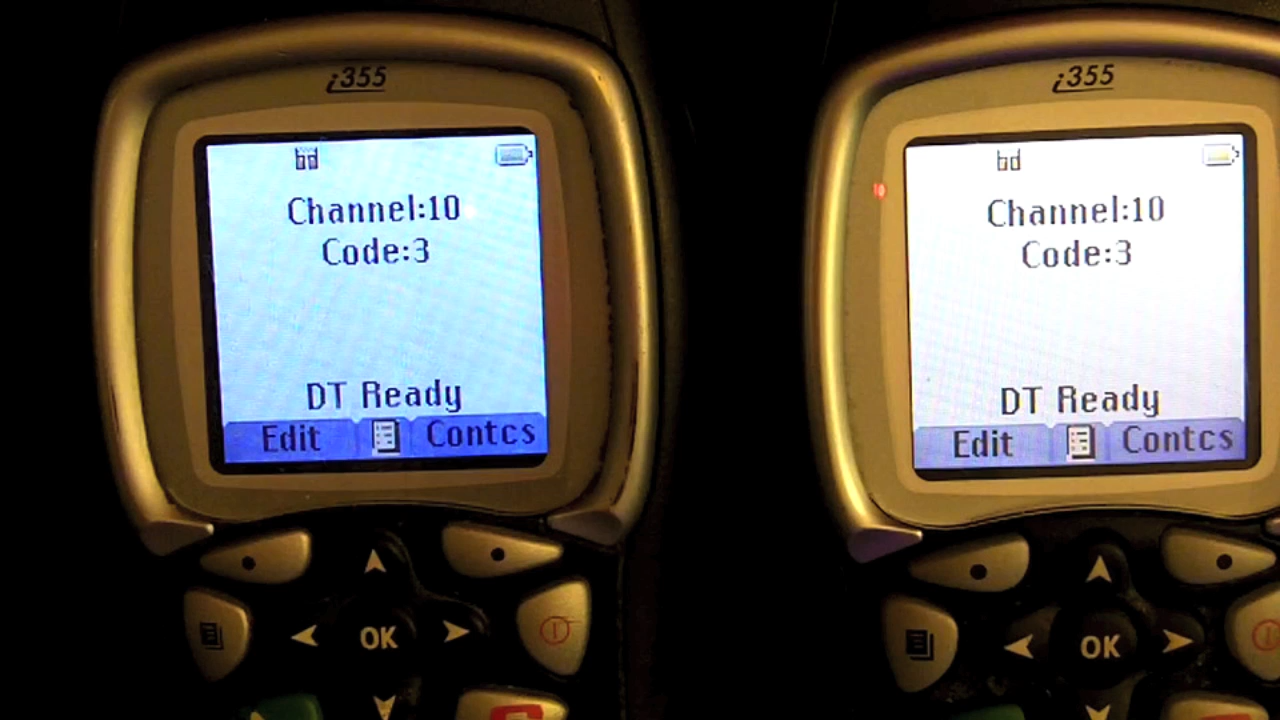 i355
Channel:10
Code:3
DT Ready
Edit
Contcs
OK
i355
Channel:10
Code:3
DT Ready
Edit
Contcs
OK